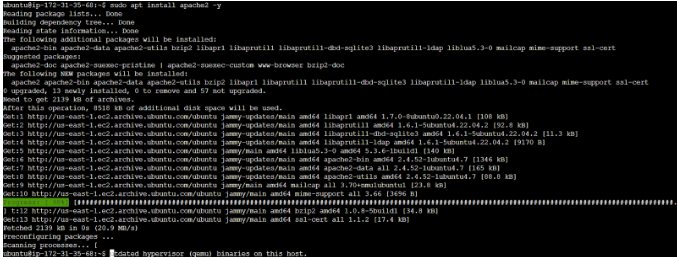 ubuntu@ip-172-31-35-68:~$ sudo apt install apache2 -y
Reading package lists... Done
Building dependency tree... Done
Reading state information... Done
The following additional packages will be installed:
apache2-bin apache2-data apache2-utils bzip2 libapr1 libaprutil1 libaprutil1-dbd-sqlite3 libaprutil1-ldap liblua5.3-0 mailcap mime-support ssl-cert
Suggested packages:
apache2-doc apache2-suexec-pristine | apache2-suexec-custom www-browser bzip2-doc
The following NEW packages will be installed:
apache2 apache2-bin apache2-data apache2-utils bzip2 libapr1 libaprutil1 libaprutil1-dbd-sqlite3 libaprutil1-ldap liblua5.3-0 mailcap mime-support ssl-cert
0 upgraded, 13 newly installed, 0 to remove and 57 not upgraded.
Need to get 2139 kB of archives.
After this operation, 8518 kB of additional disk space will be used.
Get:1 http://us-east-1.ec2.archive.ubuntu.com/ubuntu jammy-updates/main amd64 libapr1 amd64 1.7.0-8ubuntu0.22.04.1 [108 kB]
Get:2 http://us-east-1.ec2.archive.ubuntu.com/ubuntu jammy-updates/main amd64 libaprutil1 amd64 1.6.1-5ubuntu4.22.04.2 [92.8 kB]
Get:3 http://us-east-1.ec2.archive.ubuntu.com/ubuntu jammy-updates/main amd64 libaprutil1-dbd-sqlite3 amd64 1.6.1-5ubuntu4.22.04.2 [11.3 kB]
Get:4 http://us-east-1.ec2.archive.ubuntu.com/ubuntu jammy-updates/main amd64 libaprutil1-ldap amd64 1.6.1-5ubuntu4.22.04.2 [9170 B]
Get:5 http://us-east-1.ec2.archive.ubuntu.com/ubuntu jammy/main amd64 liblua5.3-0 amd64 5.3.6-1build1 [140 kB]
Get:6 http://us-east-1.ec2.archive.ubuntu.com/ubuntu jammy-updates/main amd64 apache2-bin amd64 2.4.52-1ubuntu4.7 [1346 kB]
Get:7 http://us-east-1.ec2.archive.ubuntu.com/ubuntu jammy-updates/main amd64 apache2-data all 2.4.52-1ubuntu4.7 [165 kB]
Get:8 http://us-east-1.ec2.archive.ubuntu.com/ubuntu jammy-updates/main amd64 apache2-utils amd64 2.4.52-1ubuntu4.7 [88.8 kB]
Get:9 http://us-east-1.ec2.archive.ubuntu.com/ubuntu jammy/main amd64 mailcap all 3.70+nmu1ubuntu1 [23.8 kB]
Get:10 http://us-east-1.ec2.archive.ubuntu.com/ubuntu jammy/main amd64 mime-support all 3.66 [3696 B]
] t:12 http://us-east-1.ec2.archive.ubuntu.com/ubuntu jammy/main amd64 bzip2 amd64 1.0.8-5build1 [34.8 kB]
Get:13 http://us-east-1.ec2.archive.ubuntu.com/ubuntu jammy/main amd64 ssl-cert all 1.1.2 [17.4 kB]
Fetched 2139 kB in 0s (20.9 MB/s)
Preconfiguring packages ...
Scanning processes... [
ubuntu@ip-172-31-35-68:~$ tdated hypervisor (qemu) binaries on this host.